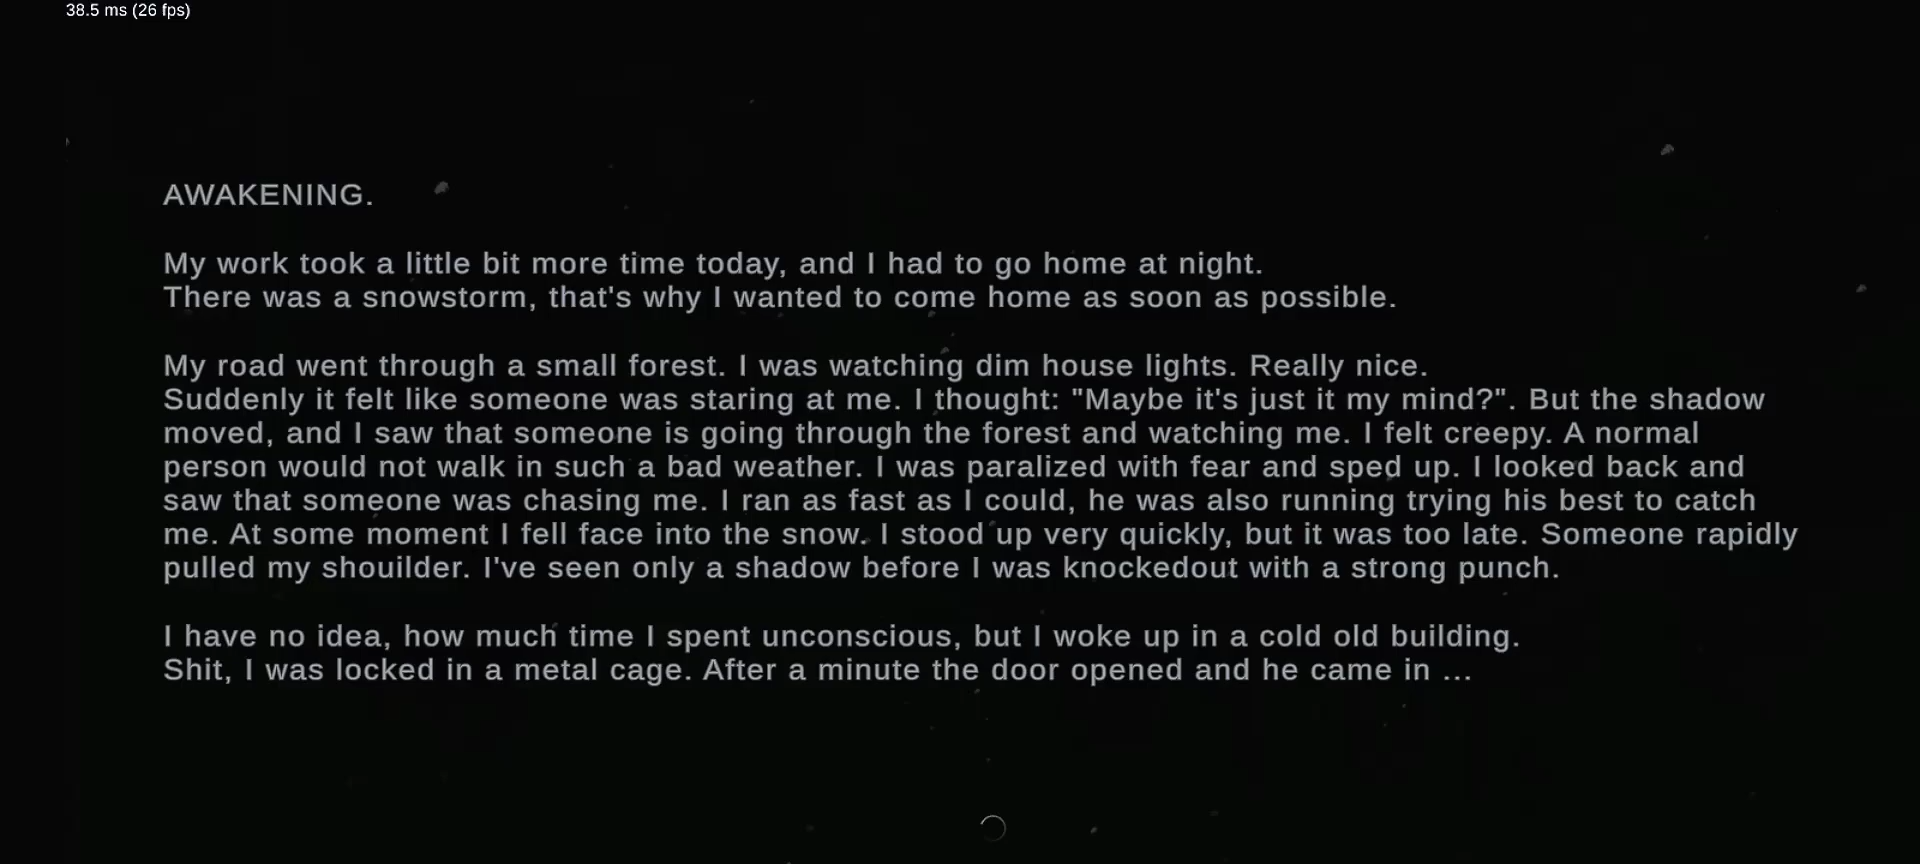 38.5 ms (26 fps)
AWAKENING.
My work took a little bit more time today, and I had to go home at night.
There was a snowstorm, that's why I wanted to come home as soon as possible.
My road went through a small forest. I was watching dim house lights. Really nice.
Suddenly it felt like someone was staring at me. I thought: "Maybe it's just it my mind?". But the shadow
moved, and I saw that someone is going through the forest and watching me. I felt creepy. A normal
person would not walk in such a bad weather. I was paralized with fear and sped up. I looked back and
saw that someone was chasing me. I ran as fast as I could, he was also running trying his best to catch
me. At some moment I fell face into the snow. I stood up very quickly, but it was too late. Someone rapidly
pulled my shouilder. I've seen only a shadow before I was knockedout with a strong punch.
I have no idea, how much time I spent unconscious, but I woke up in a cold old building.
Shit, I was locked in a metal cage. After a minute the door opened and he came in ...